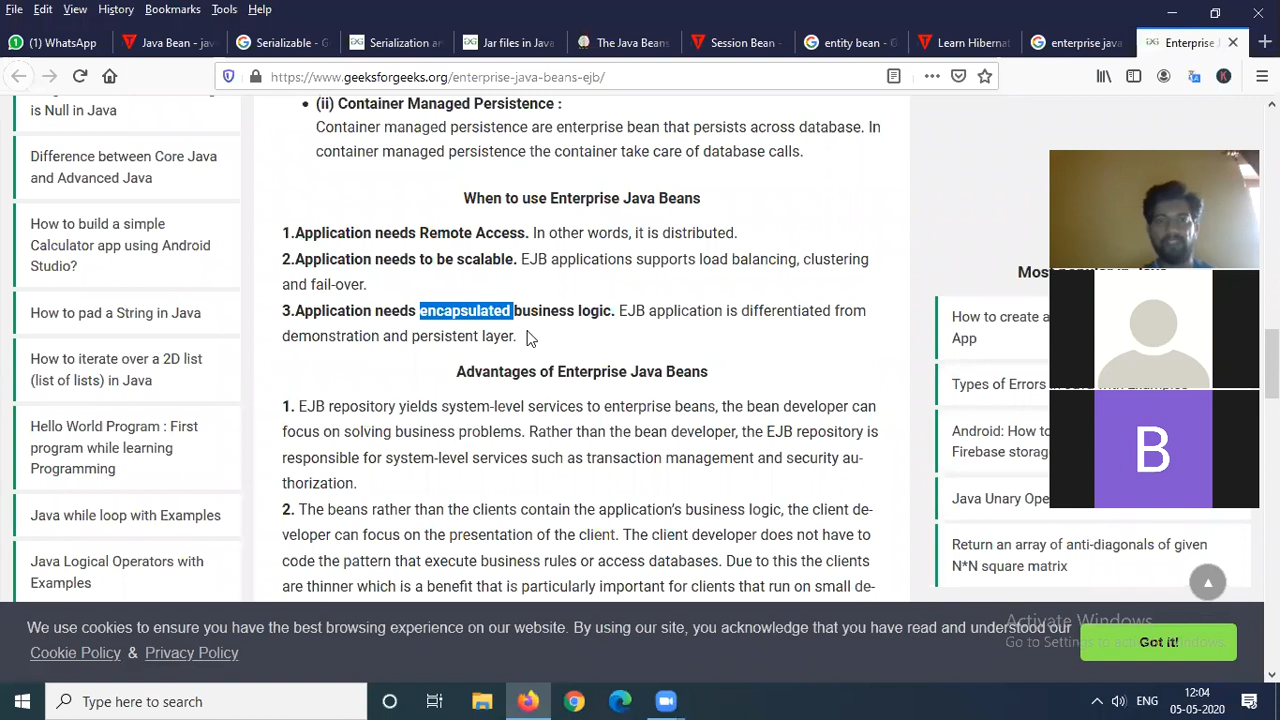 File Edit View History Bookmarks Tools Help
(1) WhatsApp
Java Bean - jav
Serializable - G
Serialization an
Jar files in Java
The Java Beans
Session Bean -
entity bean - G
Learn Hibernat
enterprise java
Enterprise J
https://www.geeksforgeeks.org/enterprise-java-beans-ejb/
K
is Null in Java
Difference between Core Java
and Advanced Java
How to build a simple
Calculator app using Android
Studio?
How to pad a String in Java
How to iterate over a 2D list
(list of lists) in Java
Hello World Program : First
program while learning
Programming
Java while loop with Examples
Java Logical Operators with
Examples
(ii) Container Managed Persistence :
Container managed persistence are enterprise bean that persists across database. In
container managed persistence the container take care of database calls.
When to use Enterprise Java Beans
1.Application needs Remote Access. In other words, it is distributed.
2.Application needs to be scalable. EJB applications supports load balancing, clustering
and fail-over.
3.Application needs encapsulated business logic. EJB application is differentiated from
demonstration and persistent layer.
Advantages of Enterprise Java Beans
1. EJB repository yields system-level services to enterprise beans, the bean developer can
focus on solving business problems. Rather than the bean developer, the EJB repository is
responsible for system-level services such as transaction management and security au-
thorization.
2. The beans rather than the clients contain the application's business logic, the client de-
veloper can focus on the presentation of the client. The client developer does not have to
code the pattern that execute business rules or access databases. Due to this the clients
are thinner which is a benefit that is particularly important for clients that run on small de-
Mos
How to create a
App
Types of Errors in
Android: How to
Firebase storag
Java Unary Ope
Return an array of anti-diagonals of given
N*N square matrix
B
We use cookies to ensure you have the best browsing experience on our website. By using our site, you acknowledge that you have read and understood our
Cookie Policy & Privacy Policy
Got it!
Activate Windows
Go to Settings to activate Windows.
Type here to search
ENG
12:04
05-05-2020